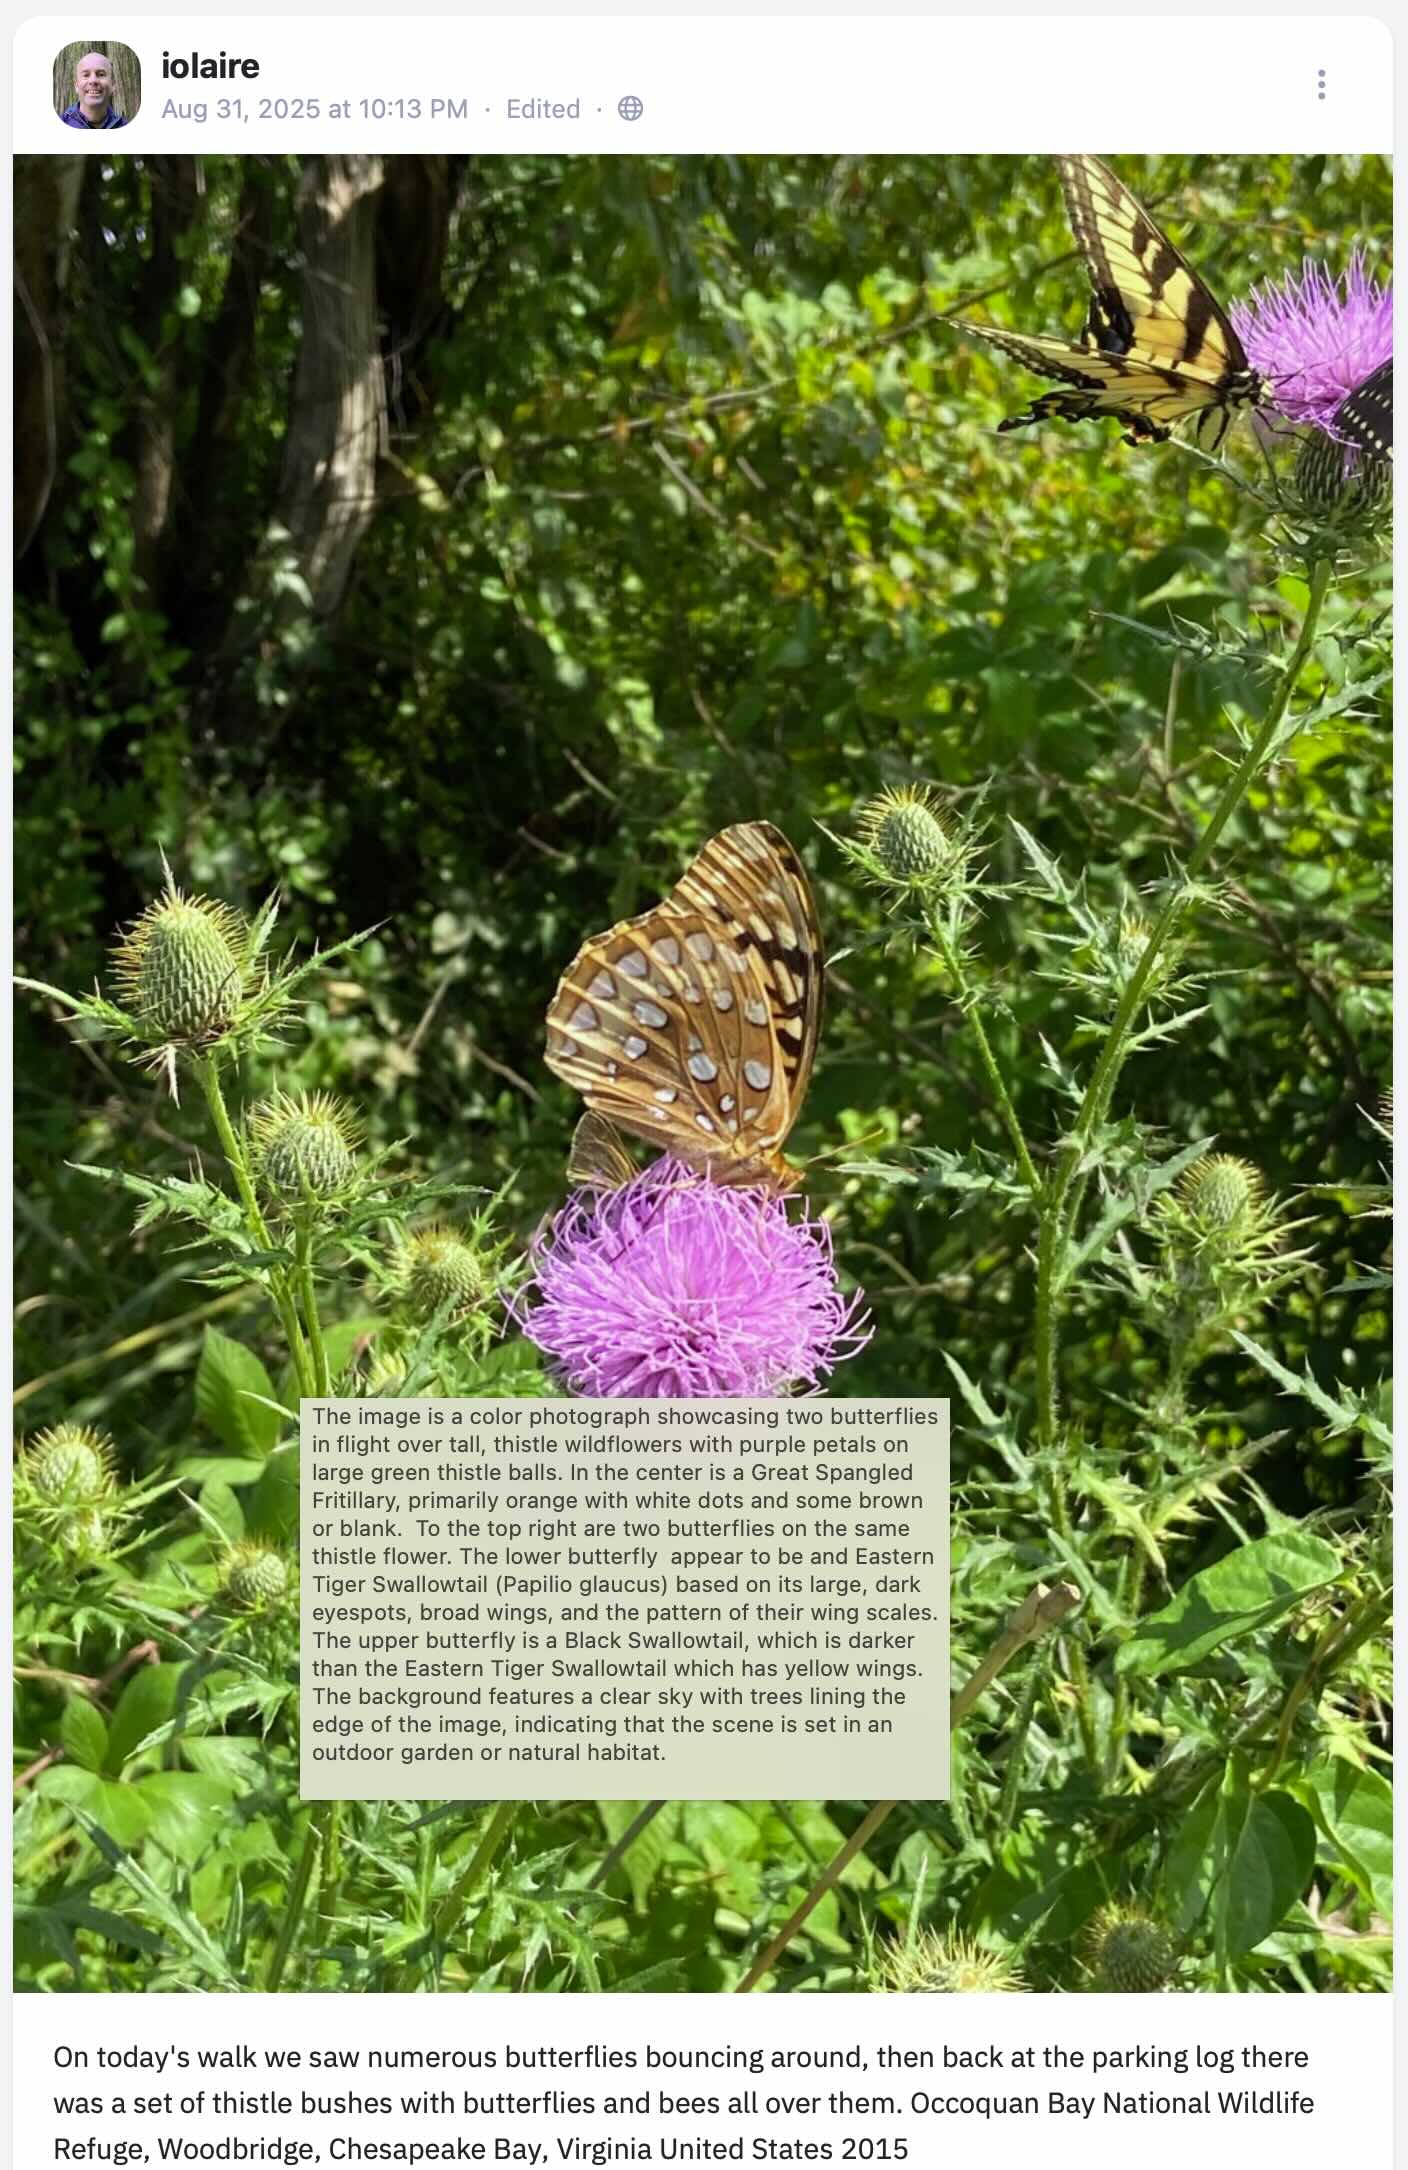 iolaire
Aug 31, 2025 at 10:13 PM · Edited ·
The image is a color photograph showcasing two butterflies
in flight over tall, thistle wildflowers with purple petals on
large green thistle balls. In the center is a Great Spangled
Fritillary, primarily orange with white dots and some brown
or blank.  To the top right are two butterflies on the same
thistle flower. The lower butterfly  appear to be and Eastern
Tiger Swallowtail (Papilio glaucus) based on its large, dark
eyespots, broad wings, and the pattern of their wing scales.
The upper butterfly is a Black Swallowtail, which is darker
than the Eastern Tiger Swallowtail which has yellow wings.
The background features a clear sky with trees lining the
edge of the image, indicating that the scene is set in an
outdoor garden or natural habitat.
On today's walk we saw numerous butterflies bouncing around, then back at the parking log there
was a set of thistle bushes with butterflies and bees all over them. Occoquan Bay National Wildlife
Refuge, Woodbridge, Chesapeake Bay, Virginia United States 2015